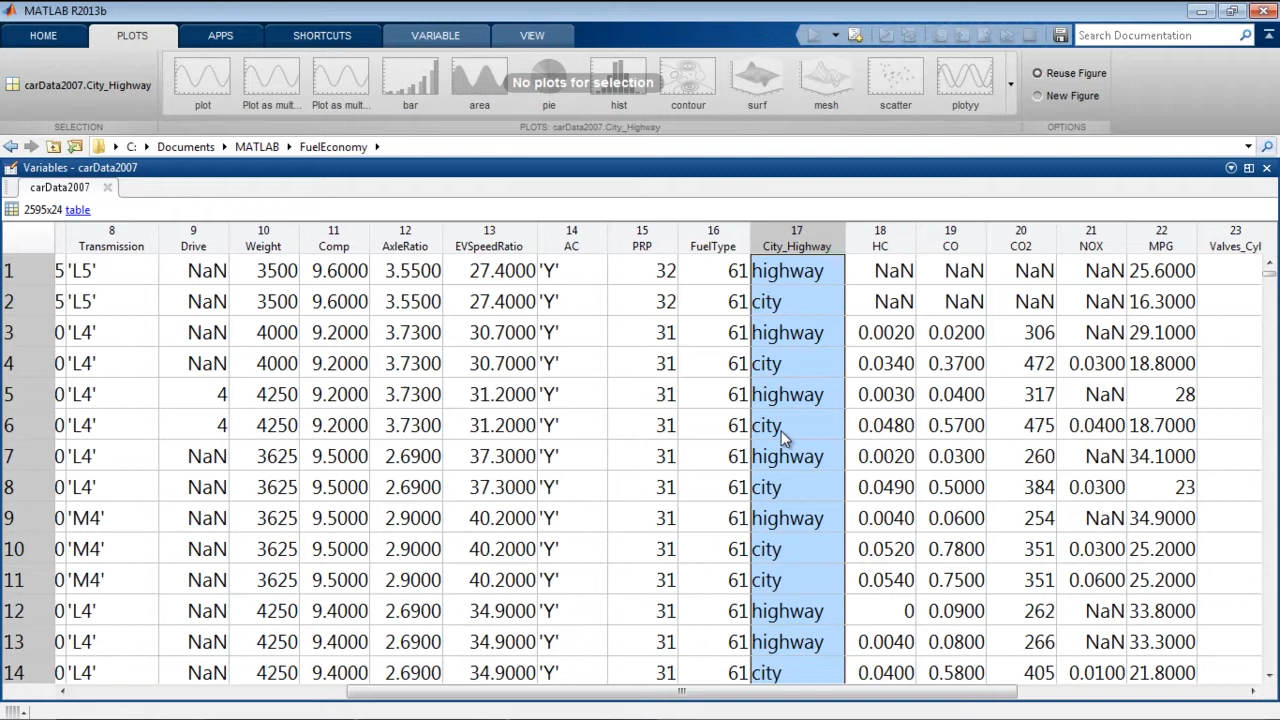 MATLAB R2013b
HOME PLOTS APPS SHORTCUTS VARIABLE VIEW Search Documentation
carData2007.City_Highway
plot Plot as mult... Plot as mult... bar area pie hist contour surf mesh scatter plotyy
No plots for selection
Reuse Figure
New Figure
SELECTION PLOTS: carData2007.City_Highway OPTIONS
C: Documents MATLAB FuelEconomy
Variables - carData2007
carData2007
2595x24 table
8 9 10 11 12 13 14 15 16 17 18 19 20 21 22 23
Transmission Drive Weight Comp AxleRatio EVSpeedRatio AC PRP FuelType City_Highway HC CO CO2 NOX MPG Valves_Cyl
1 5 'L5' NaN 3500 9.6000 3.5500 27.4000 'Y' 32 61 highway NaN NaN NaN NaN 25.6000
2 5 'L5' NaN 3500 9.6000 3.5500 27.4000 'Y' 32 61 city NaN NaN NaN NaN 16.3000
3 0 'L4' NaN 4000 9.2000 3.7300 30.7000 'Y' 31 61 highway 0.0020 0.0200 306 NaN 29.1000
4 0 'L4' NaN 4000 9.2000 3.7300 30.7000 'Y' 31 61 city 0.0340 0.3700 472 0.0300 18.8000
5 0 'L4' 4 4250 9.2000 3.7300 31.2000 'Y' 31 61 highway 0.0030 0.0400 317 NaN 28
6 0 'L4' 4 4250 9.2000 3.7300 31.2000 'Y' 31 61 city 0.0480 0.5700 475 0.0400 18.7000
7 0 'L4' NaN 3625 9.5000 2.6900 37.3000 'Y' 31 61 highway 0.0020 0.0300 260 NaN 34.1000
8 0 'L4' NaN 3625 9.5000 2.6900 37.3000 'Y' 31 61 city 0.0490 0.5000 384 0.0300 23
9 0 'M4' NaN 3625 9.5000 2.9000 40.2000 'Y' 31 61 highway 0.0040 0.0600 254 NaN 34.9000
10 0 'M4' NaN 3625 9.5000 2.9000 40.2000 'Y' 31 61 city 0.0520 0.7800 351 0.0300 25.2000
11 0 'M4' NaN 3625 9.5000 2.9000 40.2000 'Y' 31 61 city 0.0540 0.7500 351 0.0600 25.2000
12 0 'L4' NaN 4250 9.4000 2.6900 34.9000 'Y' 31 61 highway 0 0.0900 262 NaN 33.8000
13 0 'L4' NaN 4250 9.4000 2.6900 34.9000 'Y' 31 61 highway 0.0040 0.0800 266 NaN 33.3000
14 0 'L4' NaN 4250 9.4000 2.6900 34.9000 'Y' 31 61 city 0.0400 0.5800 405 0.0100 21.8000